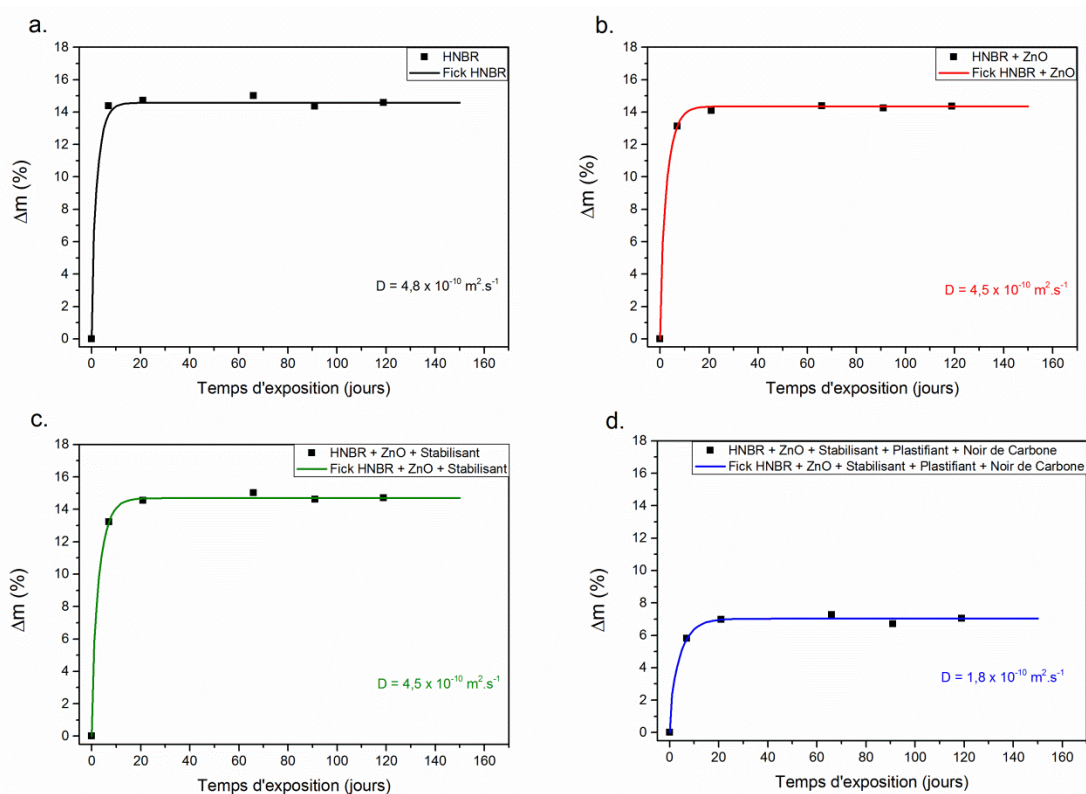 a.
18
16
14
12
10
8
6
4
2
0
Δm (%)
HNBR
Fick HNBR
D = 4,8 x 10⁻¹⁰ m².s⁻¹
0 20 40 60 80 100 120 140 160
Temps d'exposition (jours)
b.
18
16
14
12
10
8
6
4
2
0
Δm (%)
HNBR + ZnO
Fick HNBR + ZnO
D = 4,5 x 10⁻¹⁰ m².s⁻¹
0 20 40 60 80 100 120 140 160
Temps d'exposition (jours)
c.
18
16
14
12
10
8
6
4
2
0
Δm (%)
HNBR + ZnO + Stabilisant
Fick HNBR + ZnO + Stabilisant
D = 4,5 x 10⁻¹⁰ m².s⁻¹
0 20 40 60 80 100 120 140 160
Temps d'exposition (jours)
d.
18
16
14
12
10
8
6
4
2
0
Δm (%)
HNBR + ZnO + Stabilisant + Plastifiant + Noir de Carbone
Fick HNBR + ZnO + Stabilisant + Plastifiant + Noir de Carbone
D = 1,8 x 10⁻¹⁰ m².s⁻¹
0 20 40 60 80 100 120 140 160
Temps d'exposition (jours)